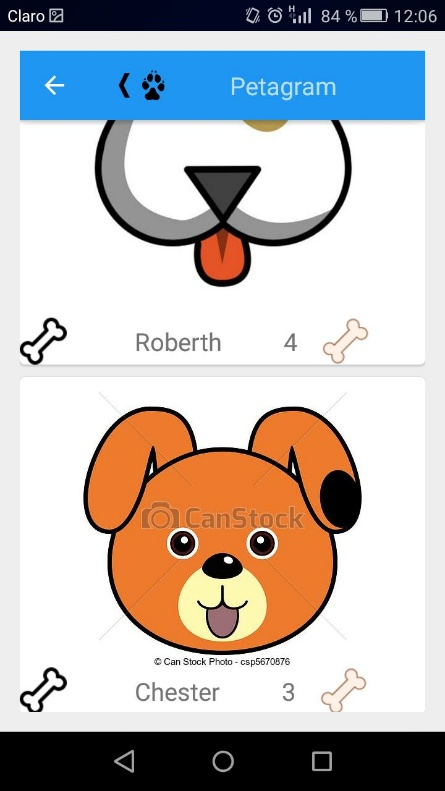 Claro 84 % 12:06
Petagram
Roberth 4
CanStock
© Can Stock Photo - csp5670876
Chester 3